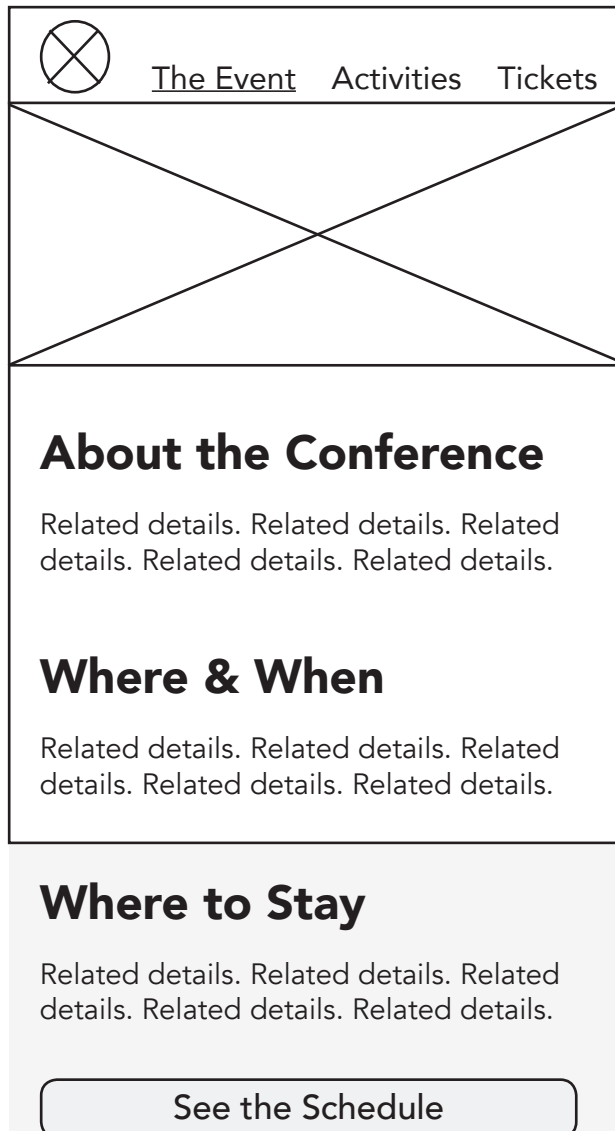 The Event Activities Tickets
About the Conference
Related details. Related details. Related
details. Related details. Related details.
Where & When
Related details. Related details. Related
details. Related details. Related details.
Where to Stay
Related details. Related details. Related
details. Related details. Related details.
See the Schedule